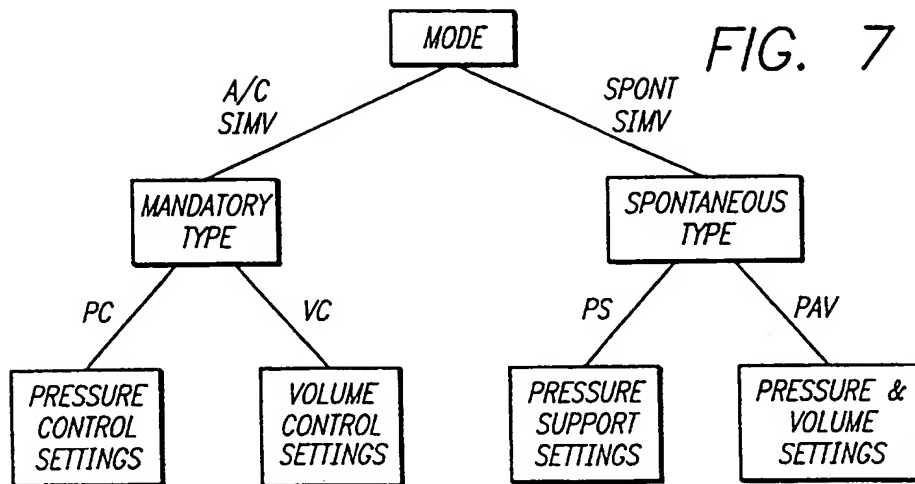 MODE
FIG. 7
A/C
SIMV
SPONT
SIMV
MANDATORY
TYPE
SPONTANEOUS
TYPE
PC
VC
PS
PAV
PRESSURE
CONTROL
SETTINGS
VOLUME
CONTROL
SETTINGS
PRESSURE
SUPPORT
SETTINGS
PRESSURE &
VOLUME
SETTINGS